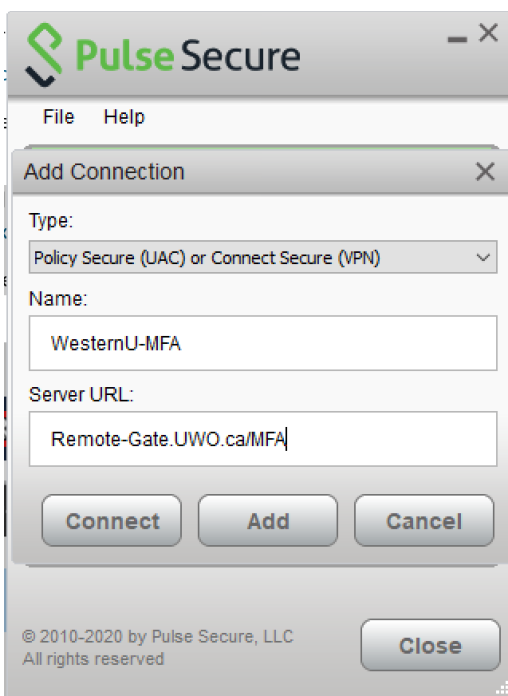 Pulse Secure
File Help
Add Connection
Type:
Policy Secure (UAC) or Connect Secure (VPN)
Name:
WesternU-MFA
Server URL:
Remote-Gate.UWO.ca/MFA
Connect Add Cancel
© 2010-2020 by Pulse Secure, LLC
All rights reserved
Close